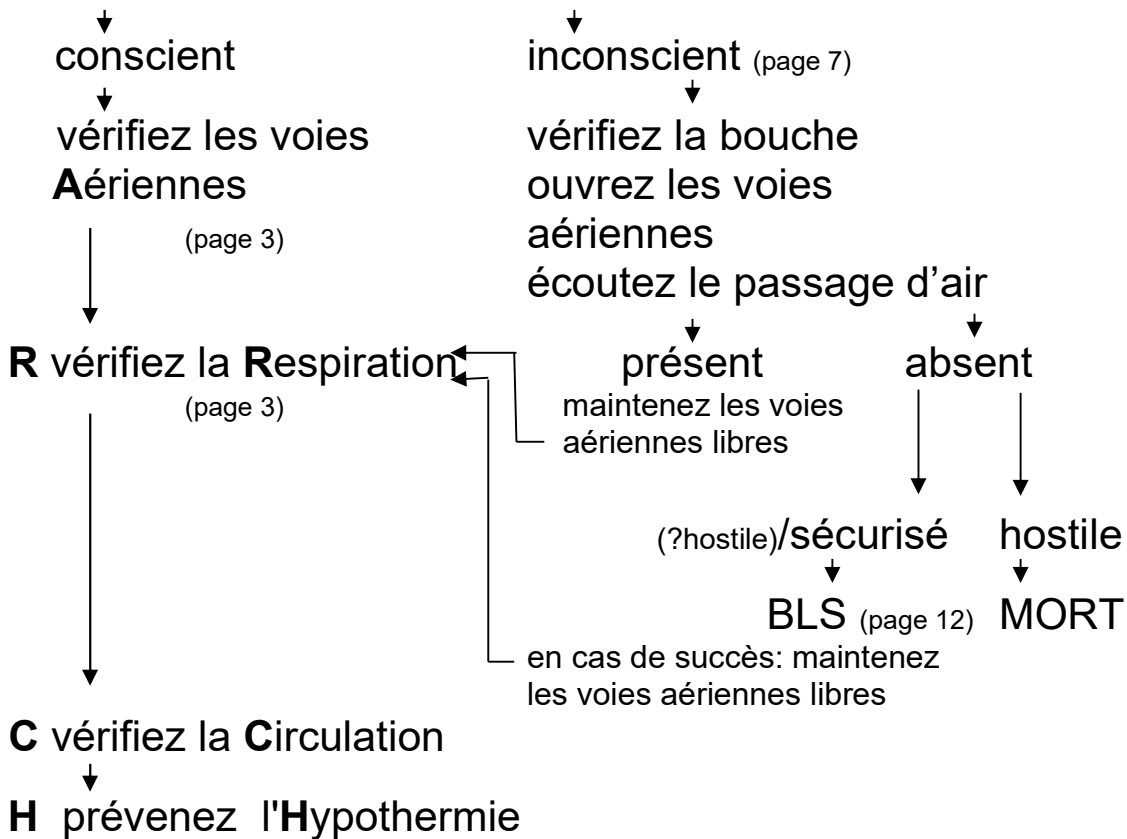 conscient
vérifiez les voies
Aériennes
(page 3)
inconscient (page 7)
vérifiez la bouche
ouvrez les voies
aériennes
écoutez le passage d’air
R vérifiez la Respiration
(page 3)
présent
maintenez les voies
aériennes libres
absent
(?hostile)/sécurisé
hostile
BLS (page 12)
MORT
en cas de succès: maintenez
les voies aériennes libres
C vérifiez la Circulation
H prévenez l'Hypothermie